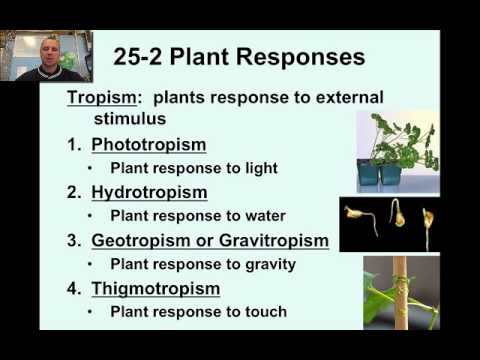 25-2 Plant Responses
Tropism: plants response to external
stimulus
1. Phototropism
• Plant response to light
2. Hydrotropism
• Plant response to water
3. Geotropism or Gravitropism
• Plant response to gravity
4. Thigmotropism
• Plant response to touch